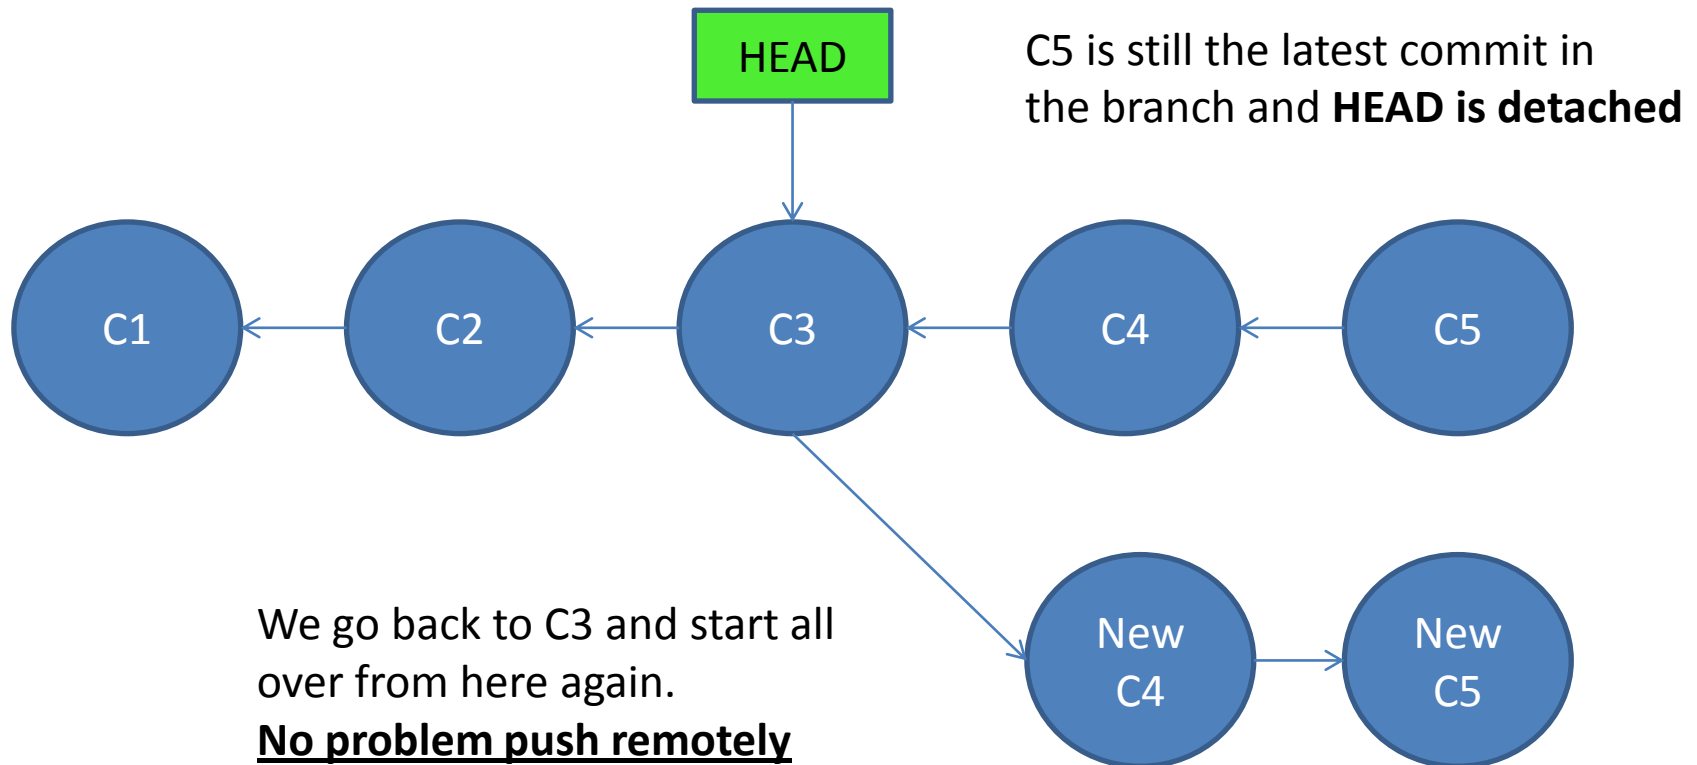 HEAD
C5 is still the latest commit in
the branch and HEAD is detached
C1
C2
C3
C4
C5
We go back to C3 and start all
over from here again.
No problem push remotely
New
C4
New
C5